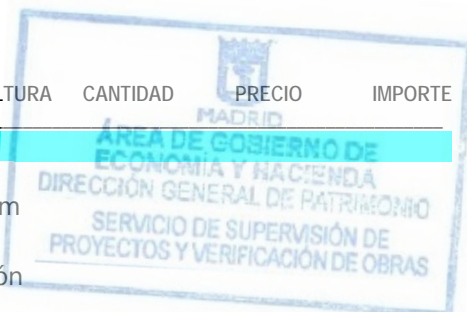 LTURA CANTIDAD PRECIO IMPORTE
MADRID
ÁREA DE GOBIERNO DE
ECONOMÍA Y HACIENDA
DIRECCIÓN GENERAL DE PATRIMONIO
m
SERVICIO DE SUPERVISIÓN DE
PROYECTOS Y VERIFICACIÓN DE OBRAS
ón